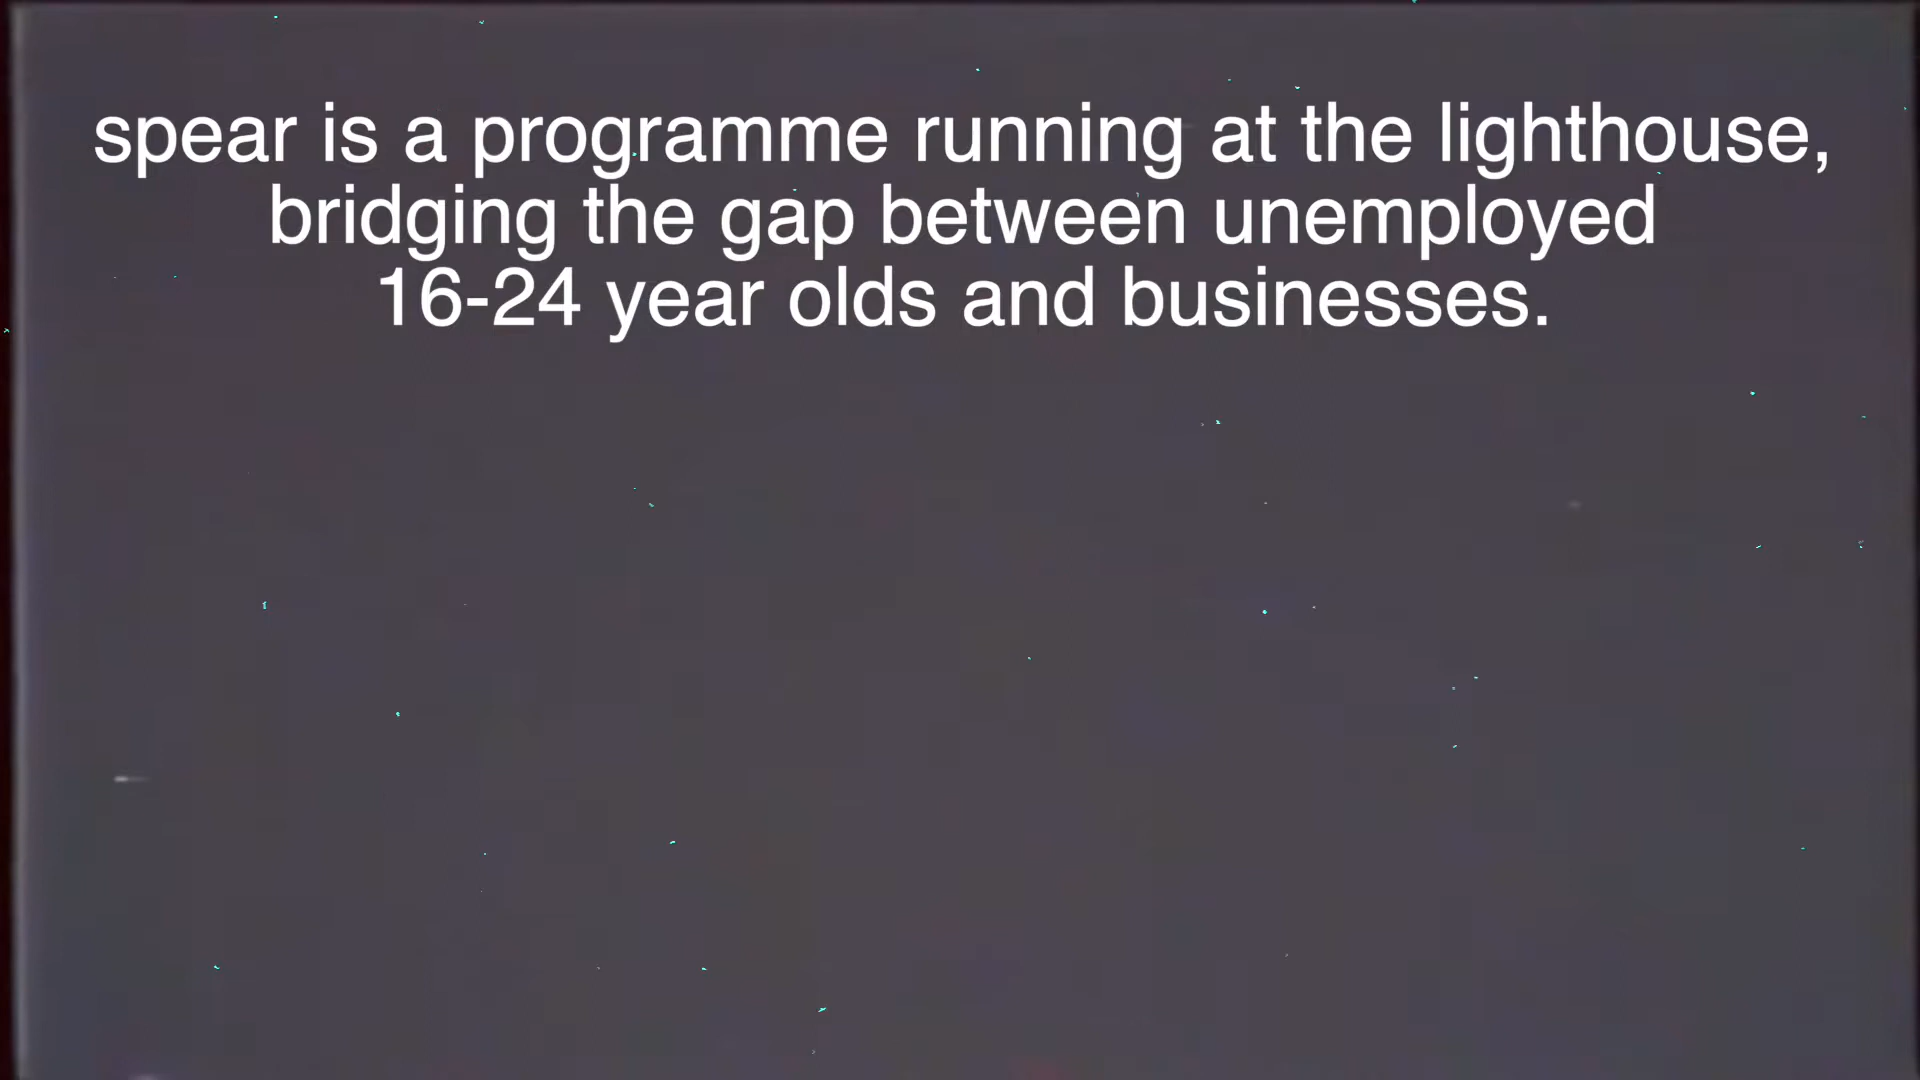 spear is a programme running at the lighthouse,
bridging the gap between unemployed
16-24 year olds and businesses.